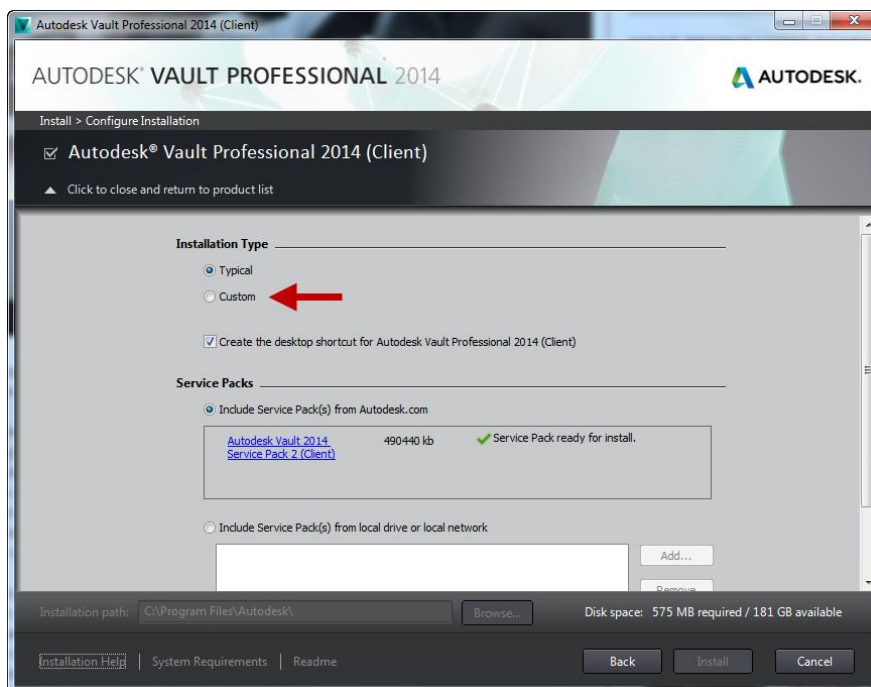 Autodesk Vault Professional 2014 (Client)
AUTODESK® VAULT PROFESSIONAL 2014
AUTODESK.
Install > Configure Installation
Autodesk® Vault Professional 2014 (Client)
Click to close and return to product list
Installation Type
Typical
Custom
Create the desktop shortcut for Autodesk Vault Professional 2014 (Client)
Service Packs
Include Service Pack(s) from Autodesk.com
Autodesk Vault 2014 490440 kb Service Pack ready for install.
Service Pack 2 (Client)
Include Service Pack(s) from local drive or local network
Add...
Remove
Installation path: C:\Program Files\Autodesk\ Browse... Disk space: 575 MB required / 181 GB available
Installation Help | System Requirements | Readme Back Install Cancel